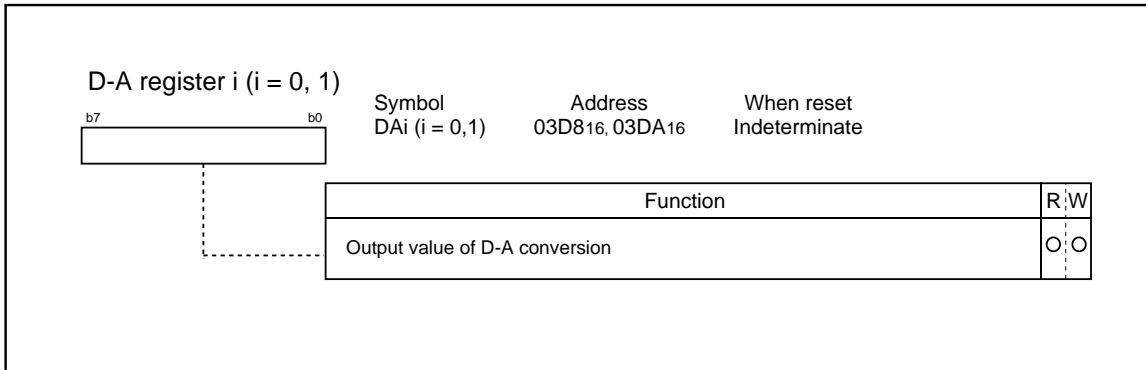 D-A register i (i = 0, 1)
Symbol Address When reset
b7 b0
DAi (i = 0,1) 03D816, 03DA16 Indeterminate
Function R W
Output value of D-A conversion O O